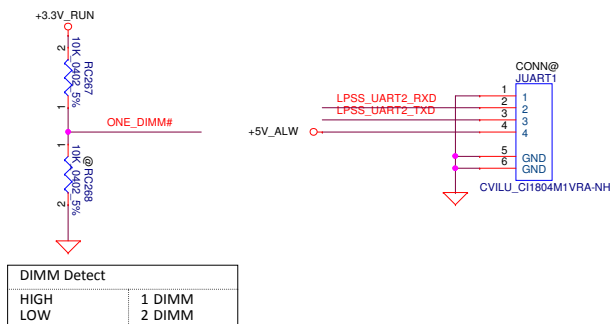 +3.3V_RUN
2
10K_0402_5%
RC267
1
ONE_DIMM#
1
10K_0402_5%
@RC268
2
CONN@
JUART1
1
1
LPSS_UART2_RXD
2
2
LPSS_UART2_TXD
3
3
+5V_ALW
4
4
5
GND
6
GND
CVILU_CI1804M1VRA-NH
DIMM Detect
HIGH 1 DIMM
LOW 2 DIMM